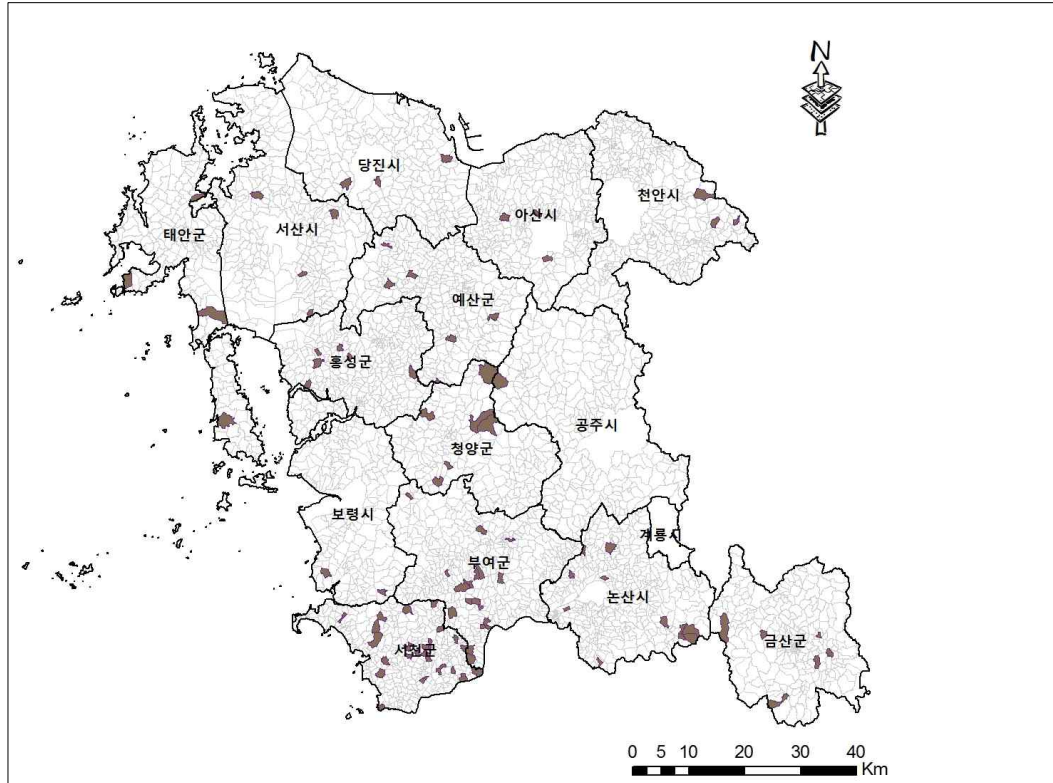 N
당진시
천안시
아산시
서산시
태안군
예산군
홍성군
공주시
청양군
보령시
계룡시
부여군
논산시
금산군
서천군
0 5 10 20 30 40
Km